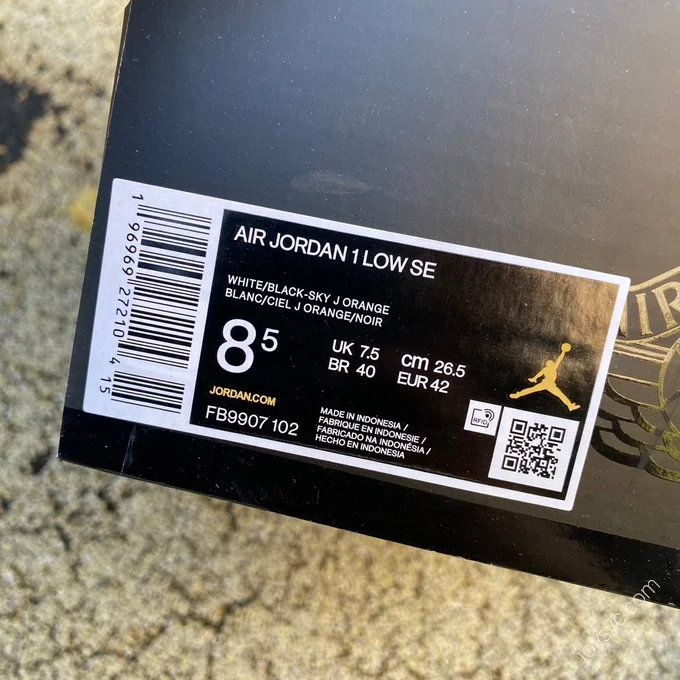 AIR JORDAN 1 LOW SE
WHITE/BLACK-SKY J ORANGE
BLANC/CIEL J ORANGE/NOIR
8 5
UK 7.5
BR 40
cm 26.5
EUR 42
JORDAN.COM
FB9907 102
MADE IN INDONESIA /
FABRIQUE EN INDONESIE /
FABRICADO NA INDONÉSIA /
HECHO EN INDONESIA
RFID
1 96969 27210 4 15
AIR